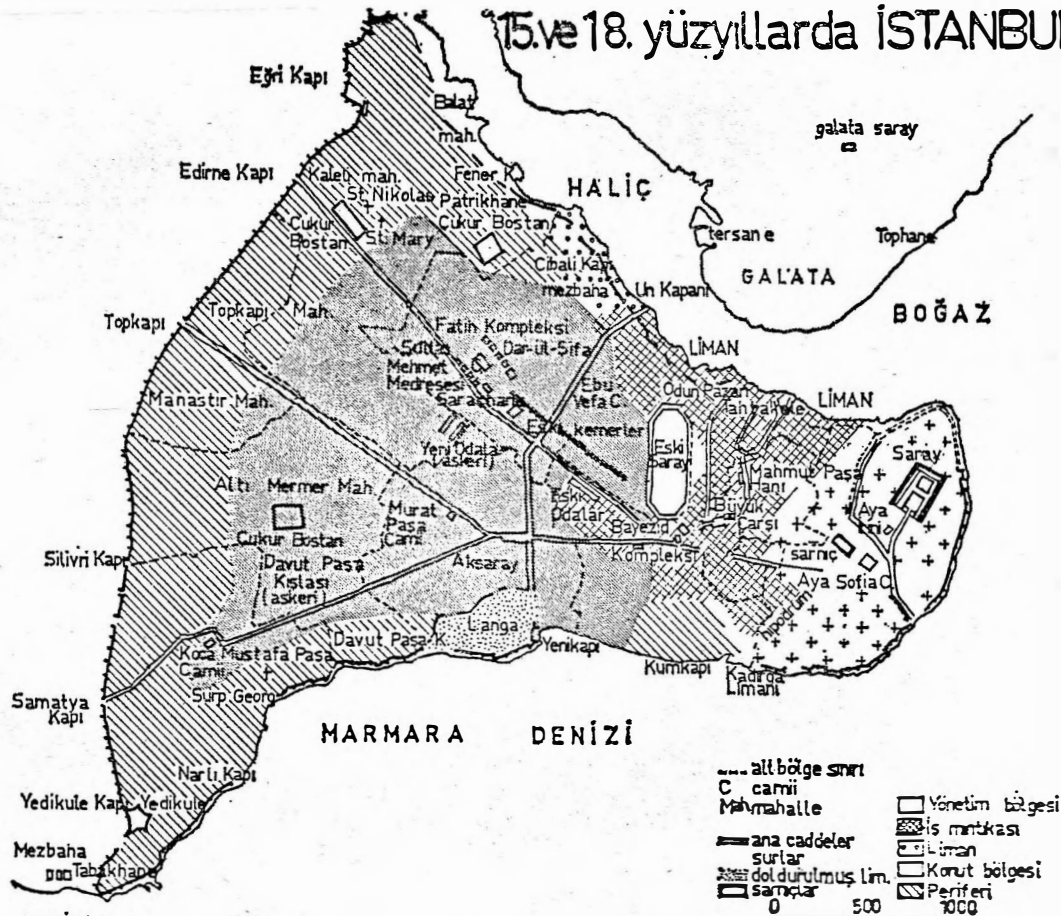 15.ve 18. yüzyıllarda İSTANBUL
Eğri Kapı
Balat
mah.
galata saray
Edirne Kapı
Kaleli mah.
Fener K.
HALİÇ
St. Nikolas
Patrikhane
Çukur
Bostan
Çukur Bostan
St. Mary
tersane
Tophane
Cibali Kapı
GALATA
mezbaha
Un Kapanı
BOĞAZ
Topkapı
Topkapı Mah.
Fatih Kompleksi
Dar-ül-Şifa
LİMAN
Sultan
Mehmet
Medresesi
Odun Pazarı
Ebu
Vefa C.
LİMAN
Manastır Mah.
Saraçhane
Tahtakale
Eski kemerler
Saray
Yeni Odalar
(askeri)
Eski
Saray
Mahmut Paşa
Hanı
Altı Mermer Mah.
Murat
Paşa
Camii
Eski
Odalar
Büyük
Çarşı
Aya
Bayezid
Kompleksi
Çukur Bostan
sarnıç
Silivri Kapı
Davut Paşa
Kışlası
(askeri)
Aksaray
Aya Sofia C.
hipodrum
Langa
Davut Paşa K.
Yenikapı
Koca Mustafa Paşa
Camii
Kumkapı
Kadırga
Limanı
Samatya
Kapı
Surp Georg
MARMARA DENİZİ
Narlı Kapı
Yedikule Kapı
Yedikule
Mezbaha
Tabakhane
alt bölge sınırı
C camii
Mah mahalle
ana caddeler
surlar
doldurulmuş lim.
sarnıçlar
Yönetim bölgesi
İş mıntıkası
Liman
Konut bölgesi
Periferi
0 500 1000